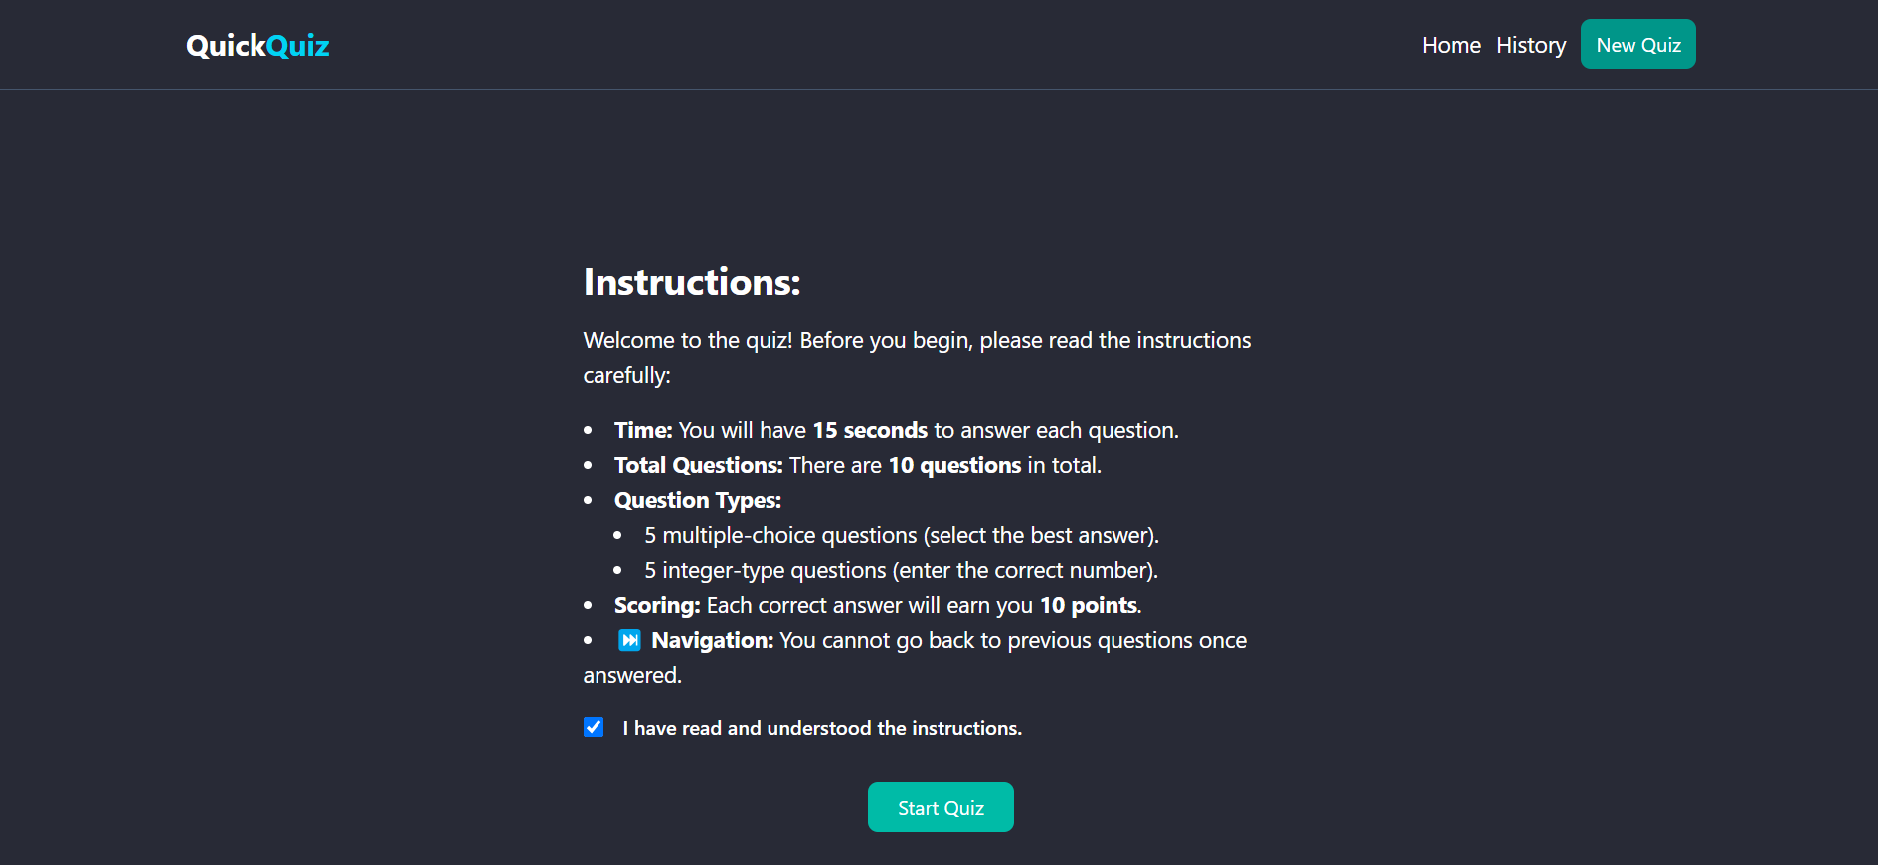 QuickQuiz
Home History New Quiz
Instructions:
Welcome to the quiz! Before you begin, please read the instructions
carefully:
• Time: You will have 15 seconds to answer each question.
• Total Questions: There are 10 questions in total.
• Question Types:
• 5 multiple-choice questions (select the best answer).
• 5 integer-type questions (enter the correct number).
• Scoring: Each correct answer will earn you 10 points.
• ⏭️ Navigation: You cannot go back to previous questions once
answered.
I have read and understood the instructions.
Start Quiz